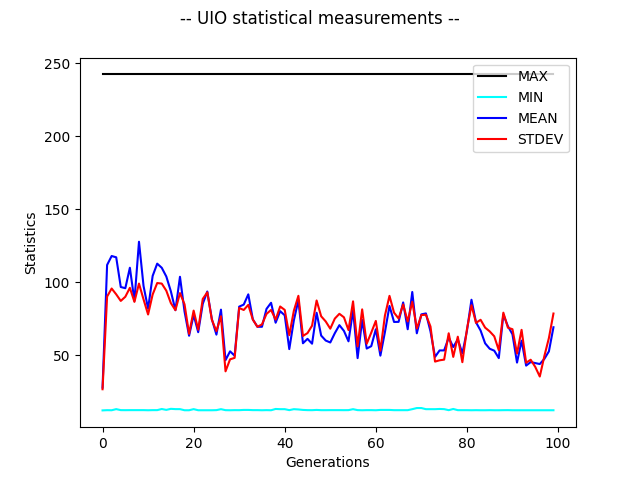 -- UIO statistical measurements --
250
200
150
100
50
Statistics
MAX
MIN
MEAN
STDEV
0 20 40 60 80 100
Generations